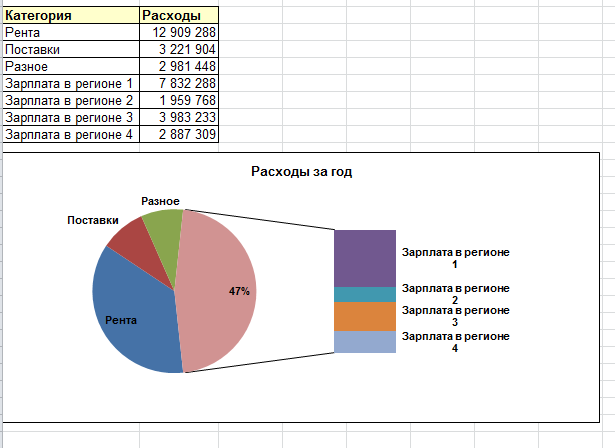 Категория Расходы
Рента 12 909 288
Поставки 3 221 904
Разное 2 981 448
Зарплата в регионе 1 7 832 288
Зарплата в регионе 2 1 959 768
Зарплата в регионе 3 3 983 233
Зарплата в регионе 4 2 887 309
Расходы за год
Разное
Поставки
Рента
47%
Зарплата в регионе
1
Зарплата в регионе
2
Зарплата в регионе
3
Зарплата в регионе
4